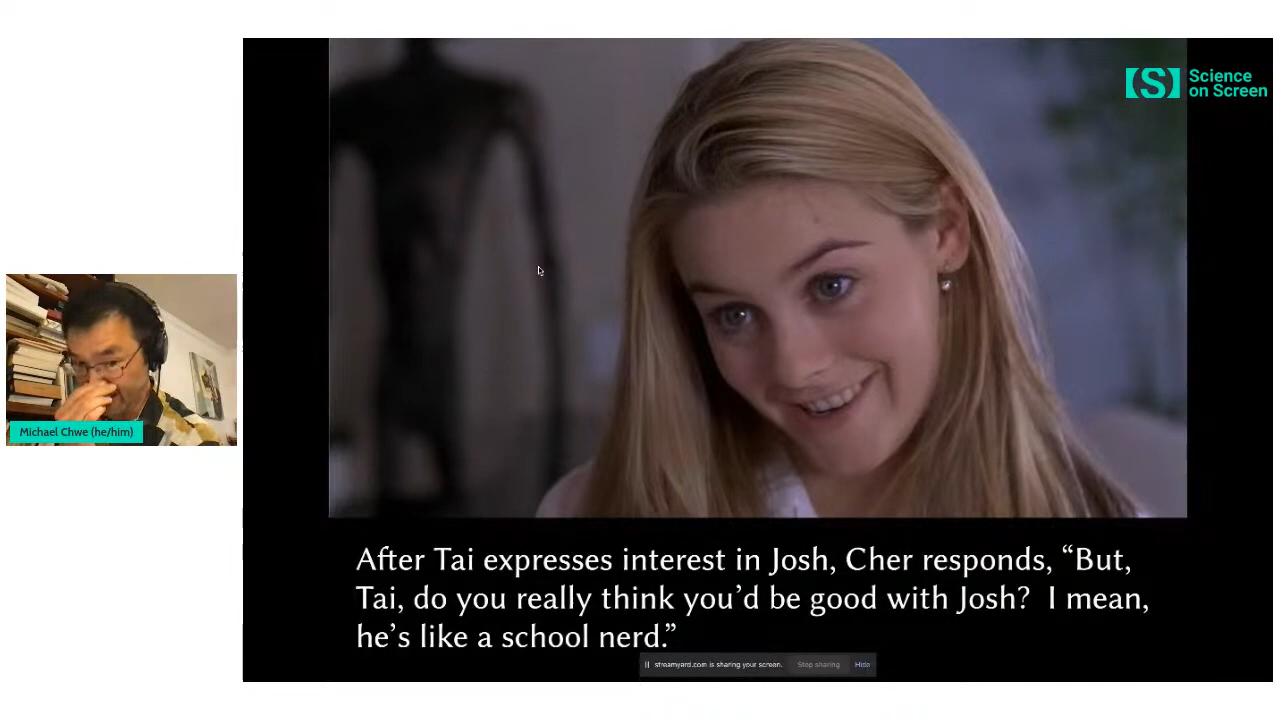 Science
on Screen
Michael Chwe (he/him)
After Tai expresses interest in Josh, Cher responds, “But,
Tai, do you really think you’d be good with Josh?  I mean,
he’s like a school nerd.”
streamyard.com is sharing your screen.
Stop sharing
Hide